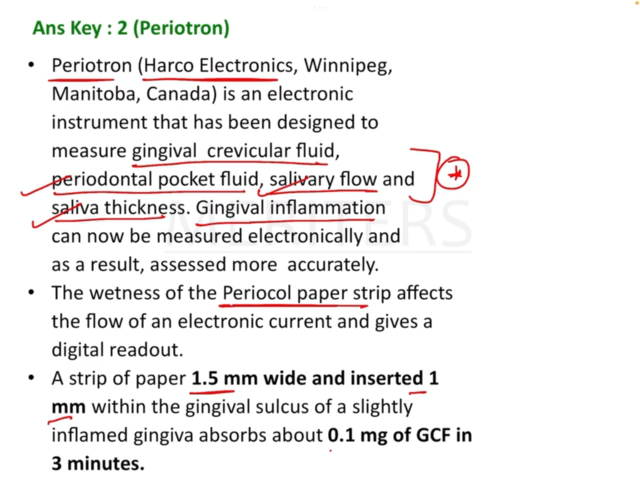 Ans Key : 2 (Periotron)
• Periotron (Harco Electronics, Winnipeg,
Manitoba, Canada) is an electronic
instrument that has been designed to
measure gingival crevicular fluid,
periodontal pocket fluid, salivary flow and
saliva thickness. Gingival inflammation
can now be measured electronically and
as a result, assessed more accurately.
• The wetness of the Periocol paper strip affects
the flow of an electronic current and gives a
digital readout.
• A strip of paper 1.5 mm wide and inserted 1
mm within the gingival sulcus of a slightly
inflamed gingiva absorbs about 0.1 mg of GCF in
3 minutes.